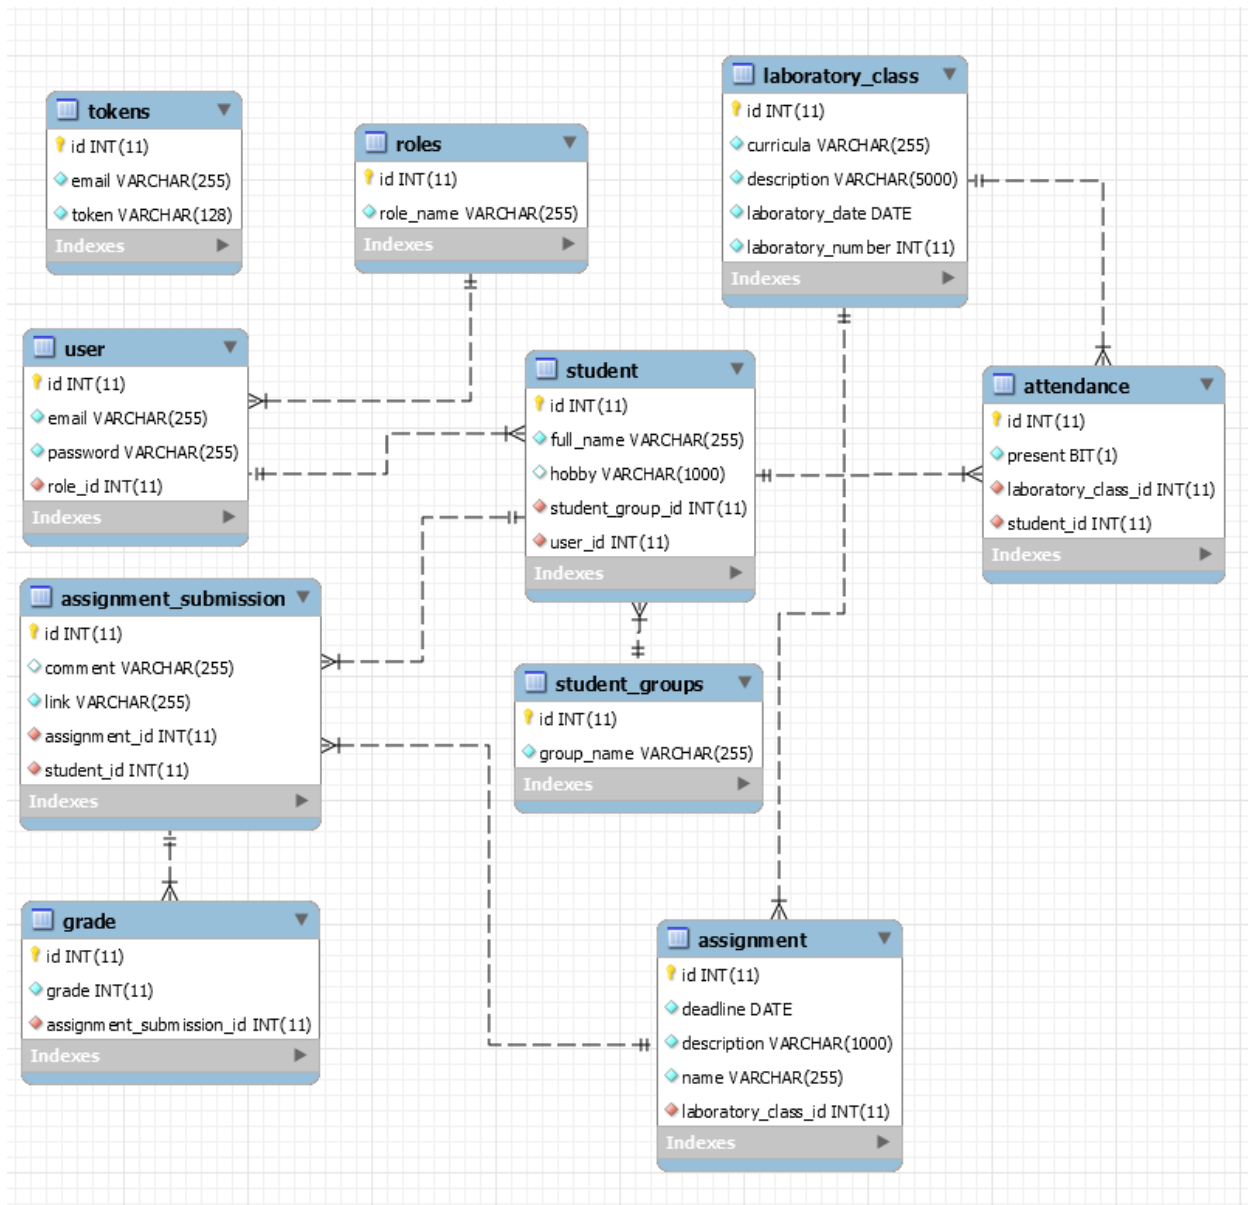 tokens
id INT(11)
email VARCHAR(255)
token VARCHAR(128)
Indexes
roles
id INT(11)
role_name VARCHAR(255)
Indexes
laboratory_class
id INT(11)
curricula VARCHAR(255)
description VARCHAR(5000)
laboratory_date DATE
laboratory_number INT(11)
Indexes
user
id INT(11)
email VARCHAR(255)
password VARCHAR(255)
role_id INT(11)
Indexes
student
id INT(11)
full_name VARCHAR(255)
hobby VARCHAR(1000)
student_group_id INT(11)
user_id INT(11)
Indexes
attendance
id INT(11)
present BIT(1)
laboratory_class_id INT(11)
student_id INT(11)
Indexes
assignment_submission
id INT(11)
comment VARCHAR(255)
link VARCHAR(255)
assignment_id INT(11)
student_id INT(11)
Indexes
student_groups
id INT(11)
group_name VARCHAR(255)
Indexes
grade
id INT(11)
grade INT(11)
assignment_submission_id INT(11)
Indexes
assignment
id INT(11)
deadline DATE
description VARCHAR(1000)
name VARCHAR(255)
laboratory_class_id INT(11)
Indexes